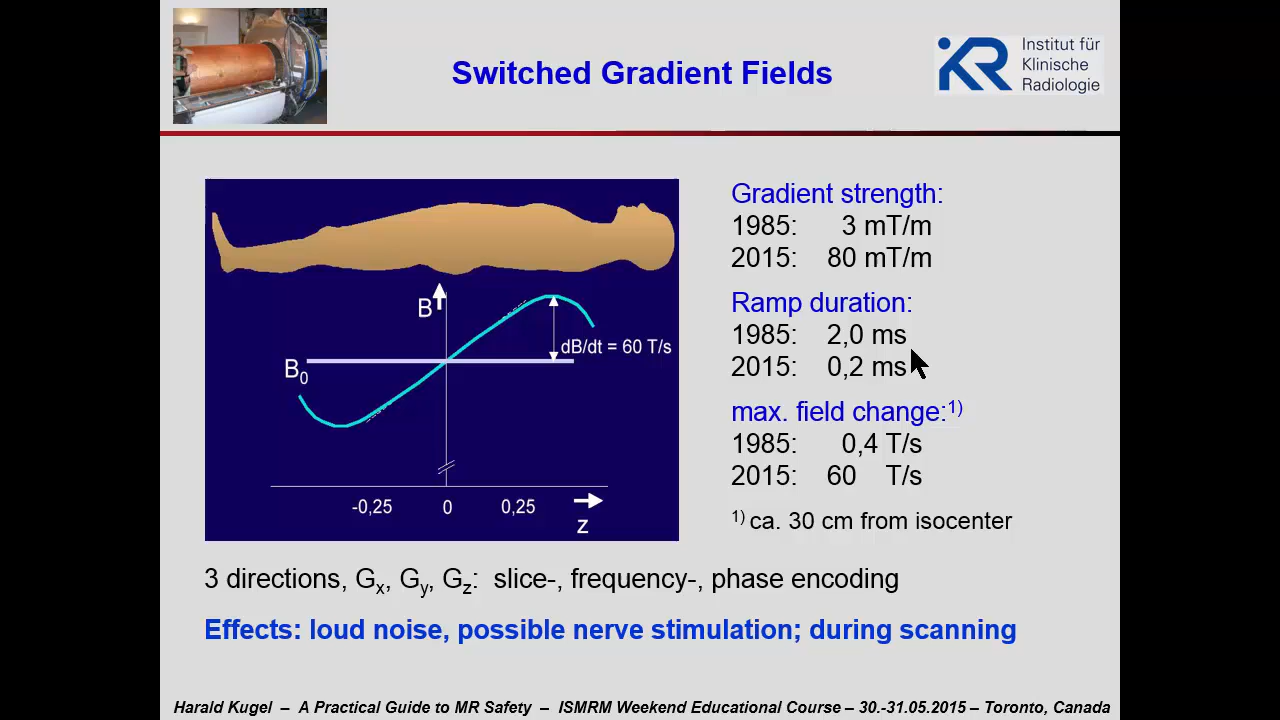 Switched Gradient Fields
Institut für
Klinische
Radiologie
B
B0
dB/dt = 60 T/s
-0,25 0 0,25
z
Gradient strength:
1985: 3 mT/m
2015: 80 mT/m
Ramp duration:
1985: 2,0 ms
2015: 0,2 ms
max. field change:1)
1985: 0,4 T/s
2015: 60 T/s
1) ca. 30 cm from isocenter
3 directions, Gx, Gy, Gz: slice-, frequency-, phase encoding
Effects: loud noise, possible nerve stimulation; during scanning
Harald Kugel – A Practical Guide to MR Safety – ISMRM Weekend Educational Course – 30.-31.05.2015 – Toronto, Canada